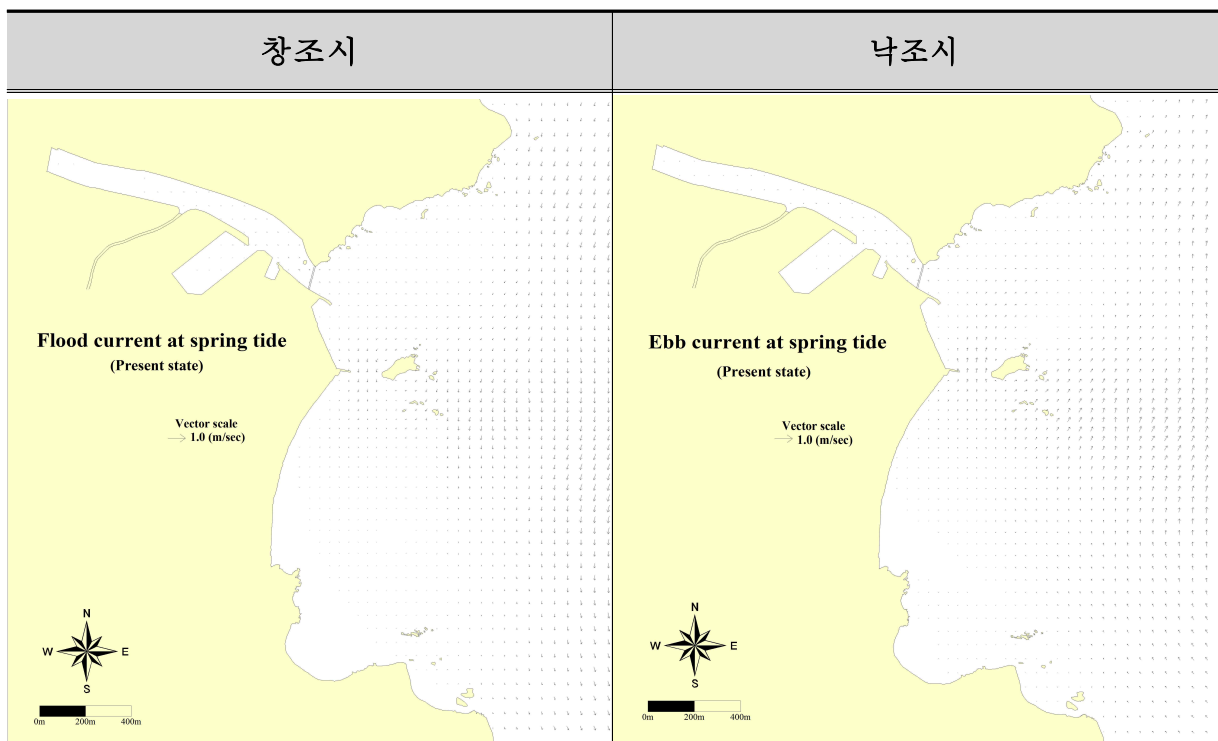 창조시
낙조시
Flood current at spring tide
(Present state)
Vector scale
1.0 (m/sec)
N
W
E
S
0m
200m
400m
Ebb current at spring tide
(Present state)
Vector scale
1.0 (m/sec)
N
W
E
S
0m
200m
400m